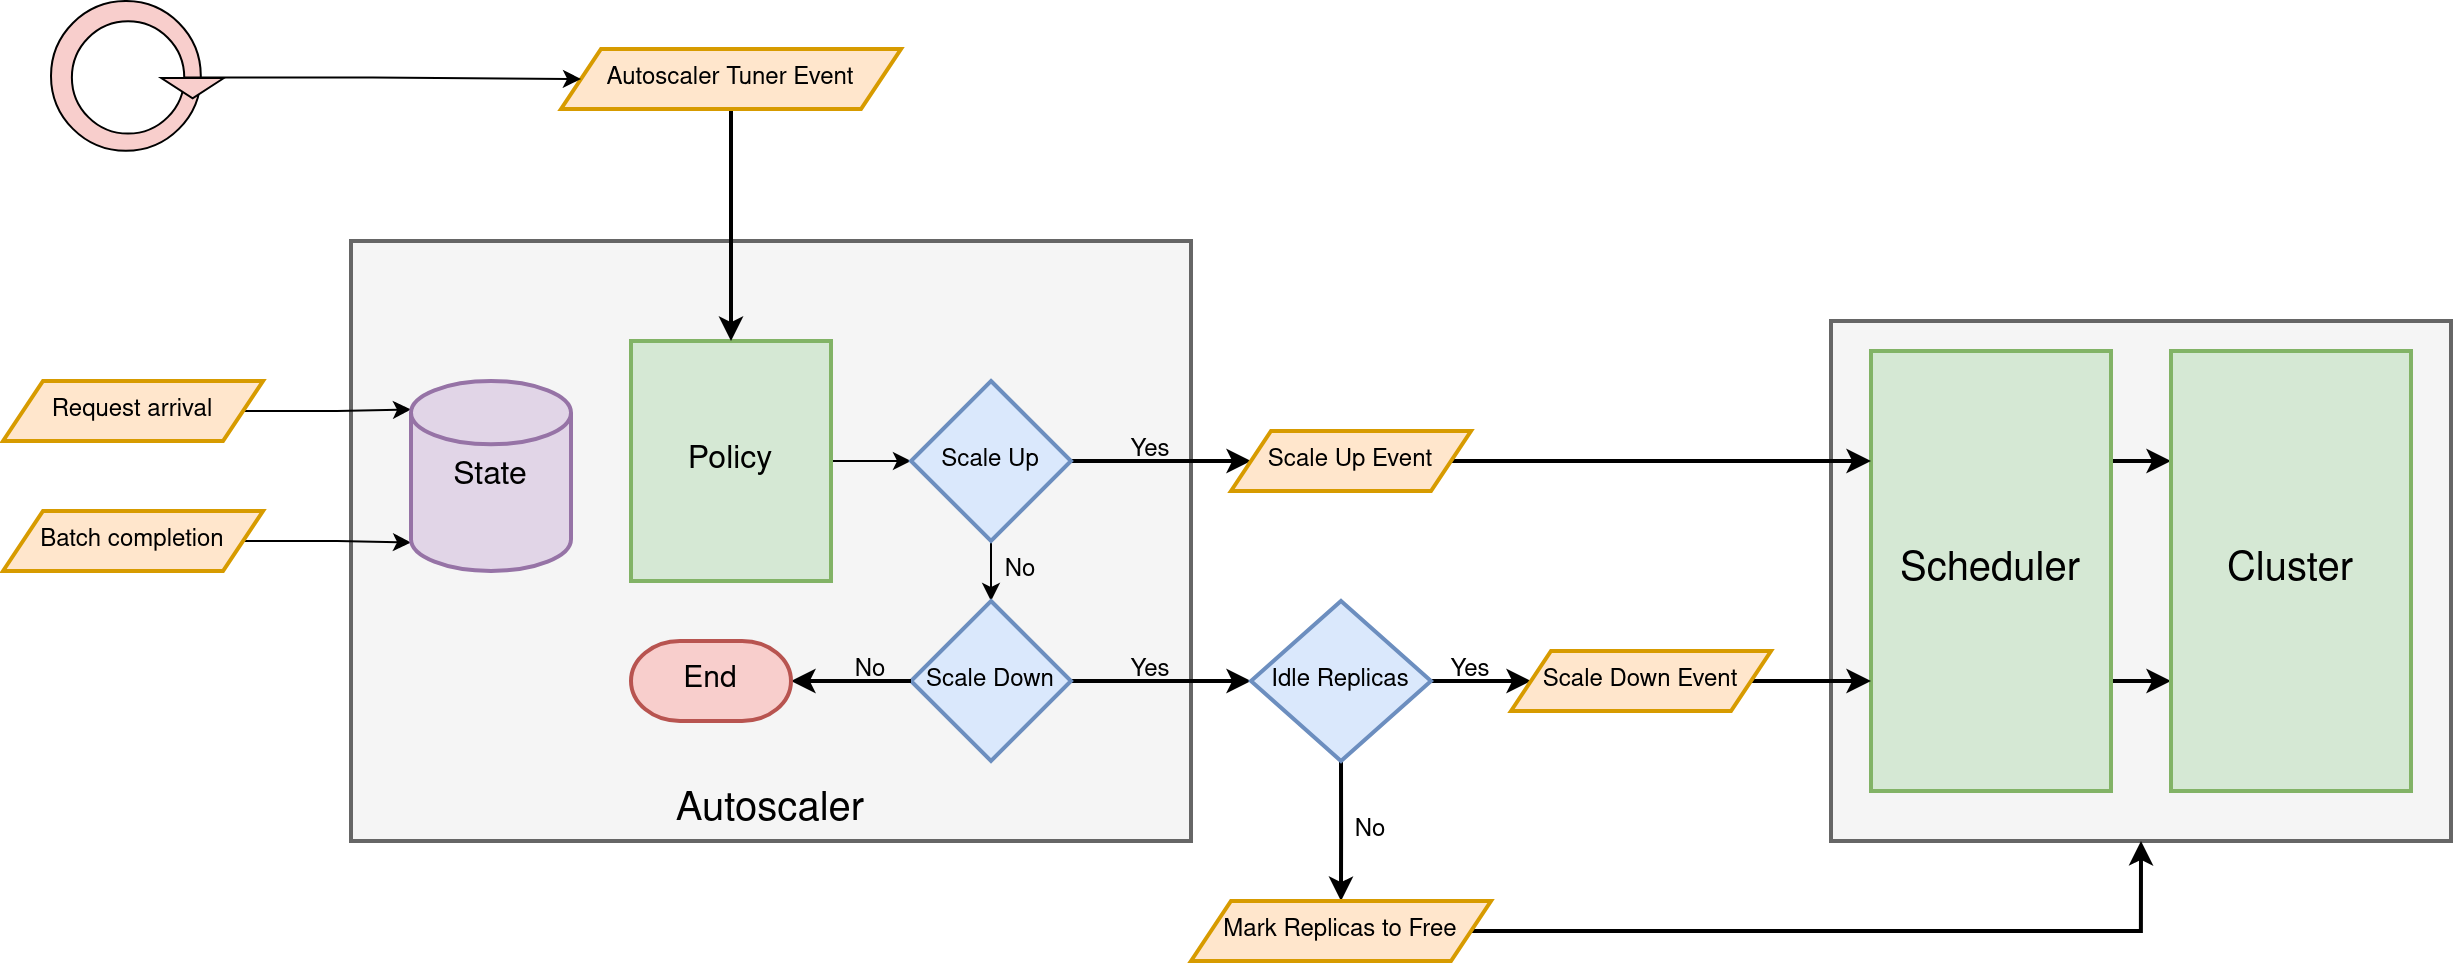 Autoscaler Tuner Event
Request arrival
Batch completion
State
Policy
Scale Up
Yes
Scale Up Event
No
Scale Down
No
End
Yes
Idle Replicas
Yes
Scale Down Event
No
Mark Replicas to Free
Autoscaler
Scheduler
Cluster